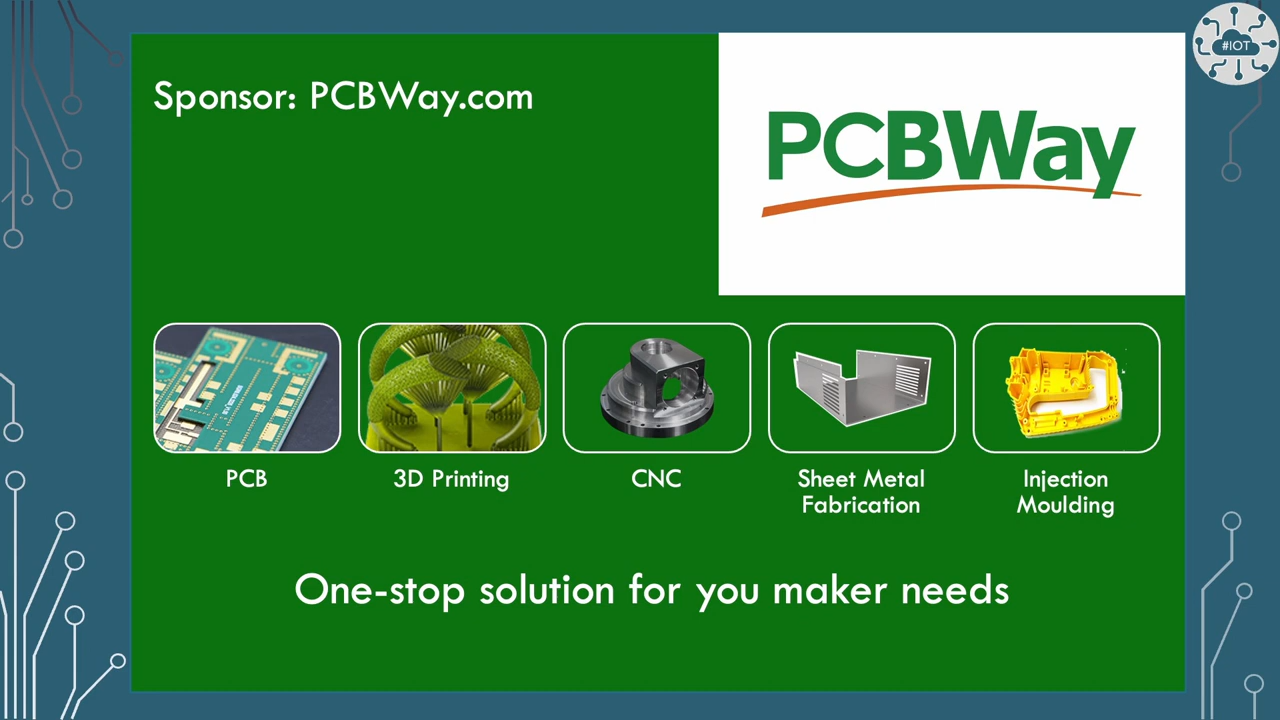 #IOT
Sponsor: PCBWay.com
PCBWay
PCB
3D Printing
CNC
Sheet Metal
Fabrication
Injection
Moulding
One-stop solution for you maker needs